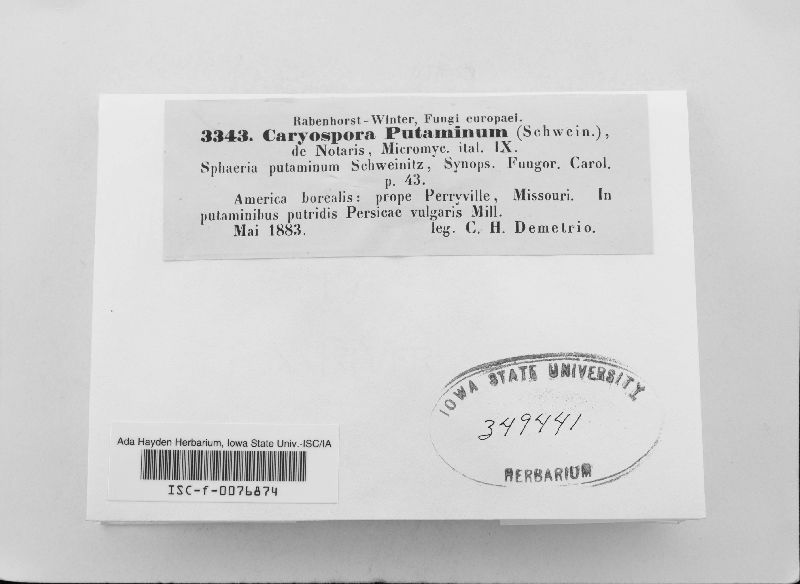 Rabenhorst-Winter, Fungi europaei.
3343. Caryospora Putaminum (Schwein.),
de Notaris, Micromyc. ital. IX.
Sphaeria putaminum Schweinitz, Synops. Fungor. Carol.
p. 43.
America borealis: prope Perryville, Missouri. In
putaminibus putridis Persicae vulgaris Mill.
Mai 1883. leg. C. H. Demetrio.
IOWA STATE UNIVERSITY
349441
HERBARIUM
Ada Hayden Herbarium, Iowa State Univ.-ISC/IA
ISC-f-0076874